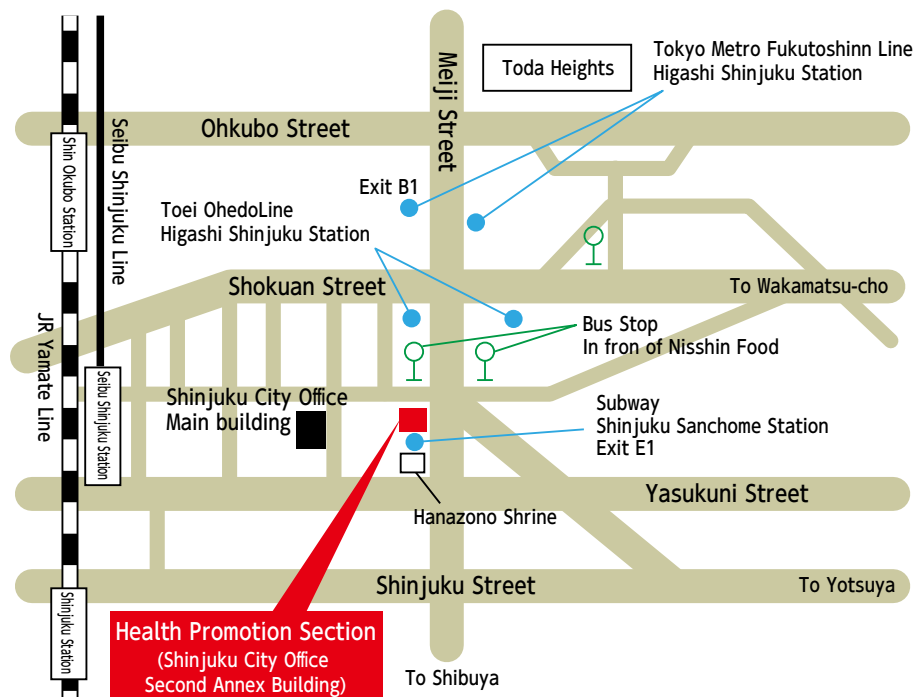 Toda Heights
Tokyo Metro Fukutoshinn Line
Higashi Shinjuku Station
Meiji Street
Ohkubo Street
Shin Okubo Station
Seibu Shinjuku Line
Exit B1
Toei OhedoLine
Higashi Shinjuku Station
Shokuan Street
To Wakamatsu-cho
JR Yamate Line
Bus Stop
In fron of Nisshin Food
Seibu Shinjuku Station
Shinjuku City Office
Main building
Subway
Shinjuku Sanchome Station
Exit E1
Yasukuni Street
Hanazono Shrine
Shinjuku Street
To Yotsuya
Shinjuku Station
Health Promotion Section
(Shinjuku City Office
Second Annex Building)
To Shibuya